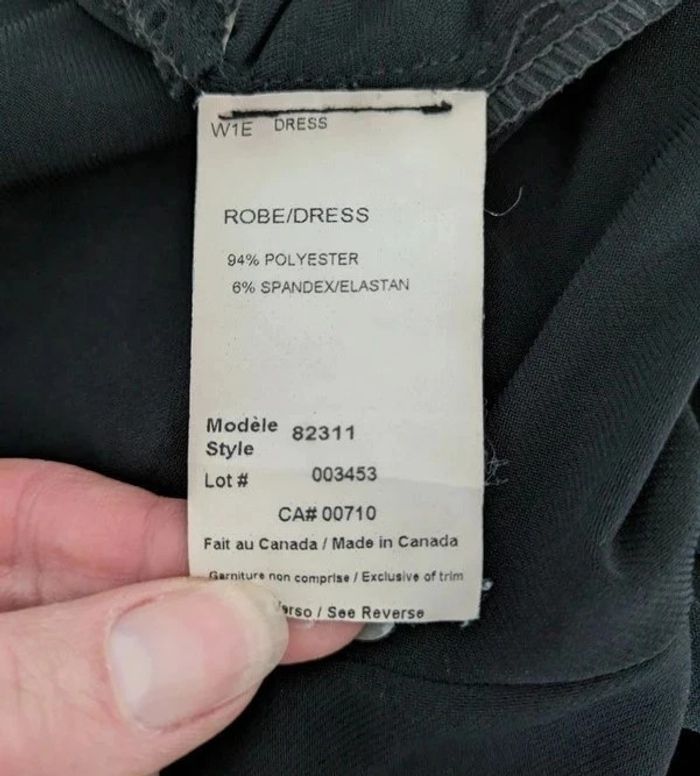 W1E DRESS
ROBE/DRESS
94% POLYESTER
6% SPANDEX/ELASTAN
Modèle
Style 82311
Lot # 003453
CA# 00710
Fait au Canada / Made in Canada
Garniture non comprise / Exclusive of trim
/ See Reverse